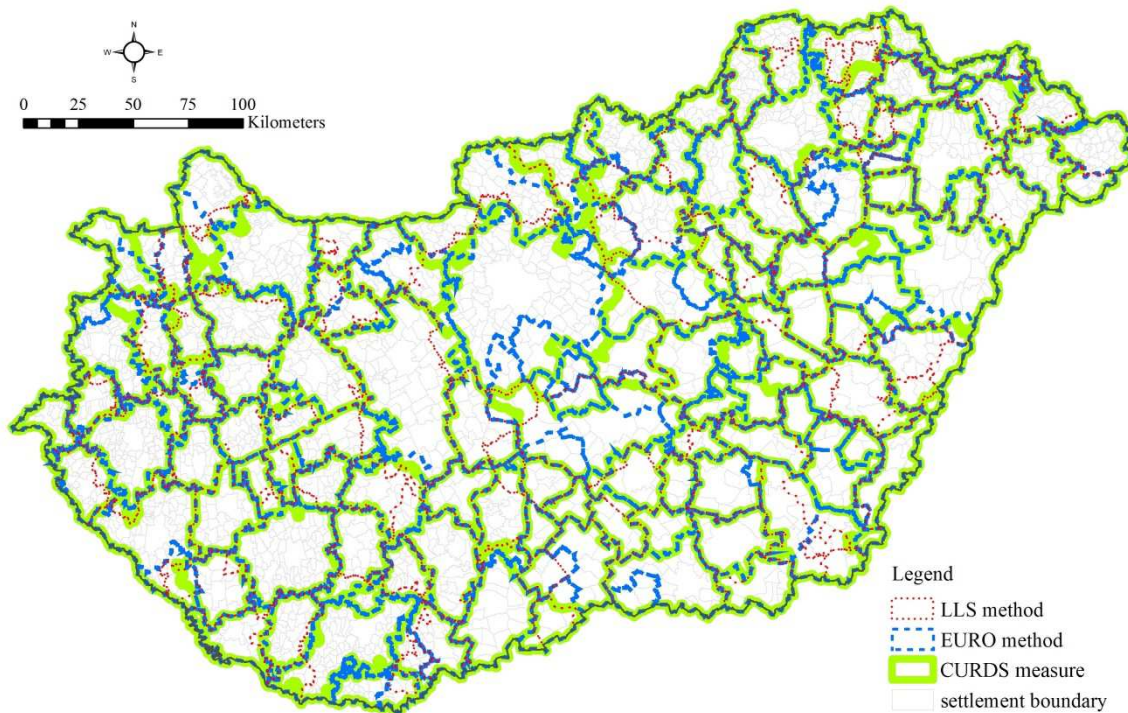 N
W E
S
0 25 50 75 100
Kilometers
Legend
LLS method
EURO method
CURDS measure
settlement boundary